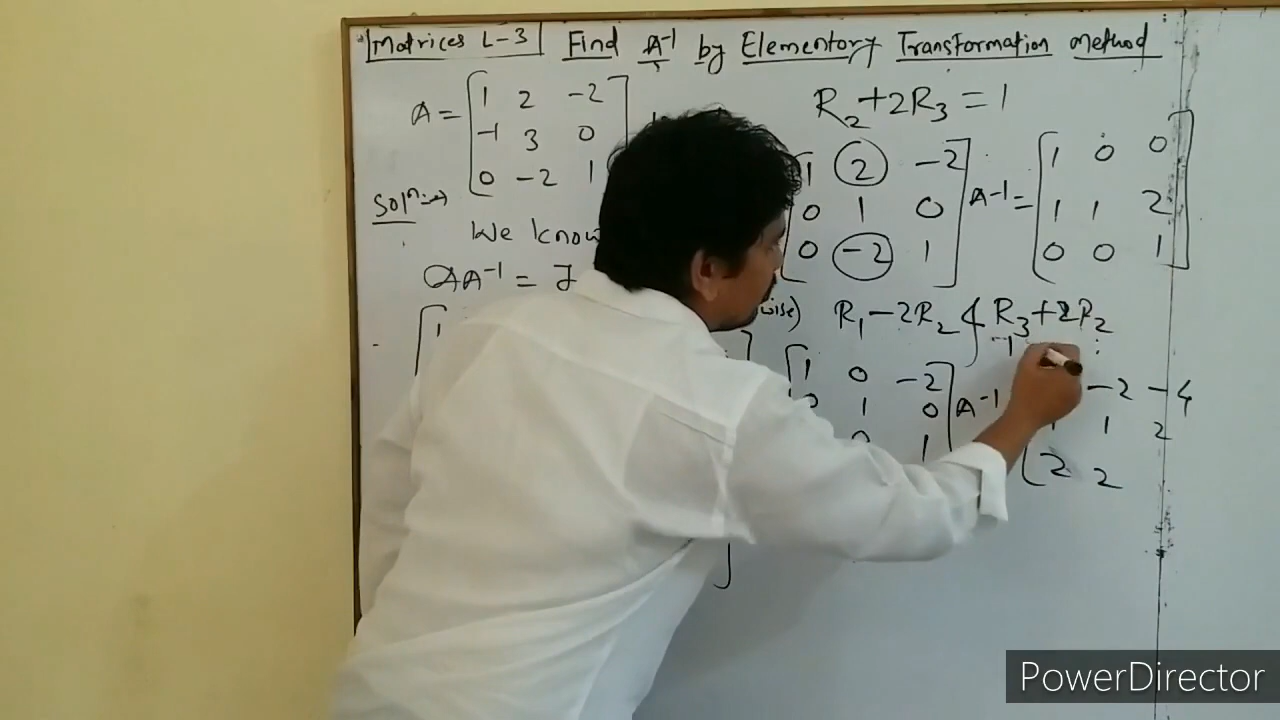 Matrices L-3 Find A⁻¹ by Elementary Transformation method
A = [ 1 2 -2
-1 3 0
0 -2 1
Solⁿ:→
We know
AA⁻¹ = I
[ 1
R₂+2R₃ = 1
1 2 -2 ] A⁻¹ = [ 1 0 0 ]
0 1 0 1 1 2
0 -2 1 0 0 1
wise) R₁-2R₂ & R₃+2R₂
[ 1 0 -2 ] A⁻¹ -1 -2 -4
0 1 0 1 1 2
0 1 2 2
PowerDirector